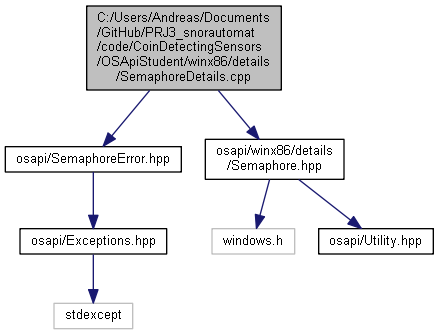 C:/Users/Andreas/Documents
/GitHub/PRJ3_snorautomat
/code/CoinDetectingSensors
/OSApiStudent/winx86/details
/SemaphoreDetails.cpp
osapi/SemaphoreError.hpp
osapi/winx86/details
/Semaphore.hpp
osapi/Exceptions.hpp
windows.h
osapi/Utility.hpp
stdexcept